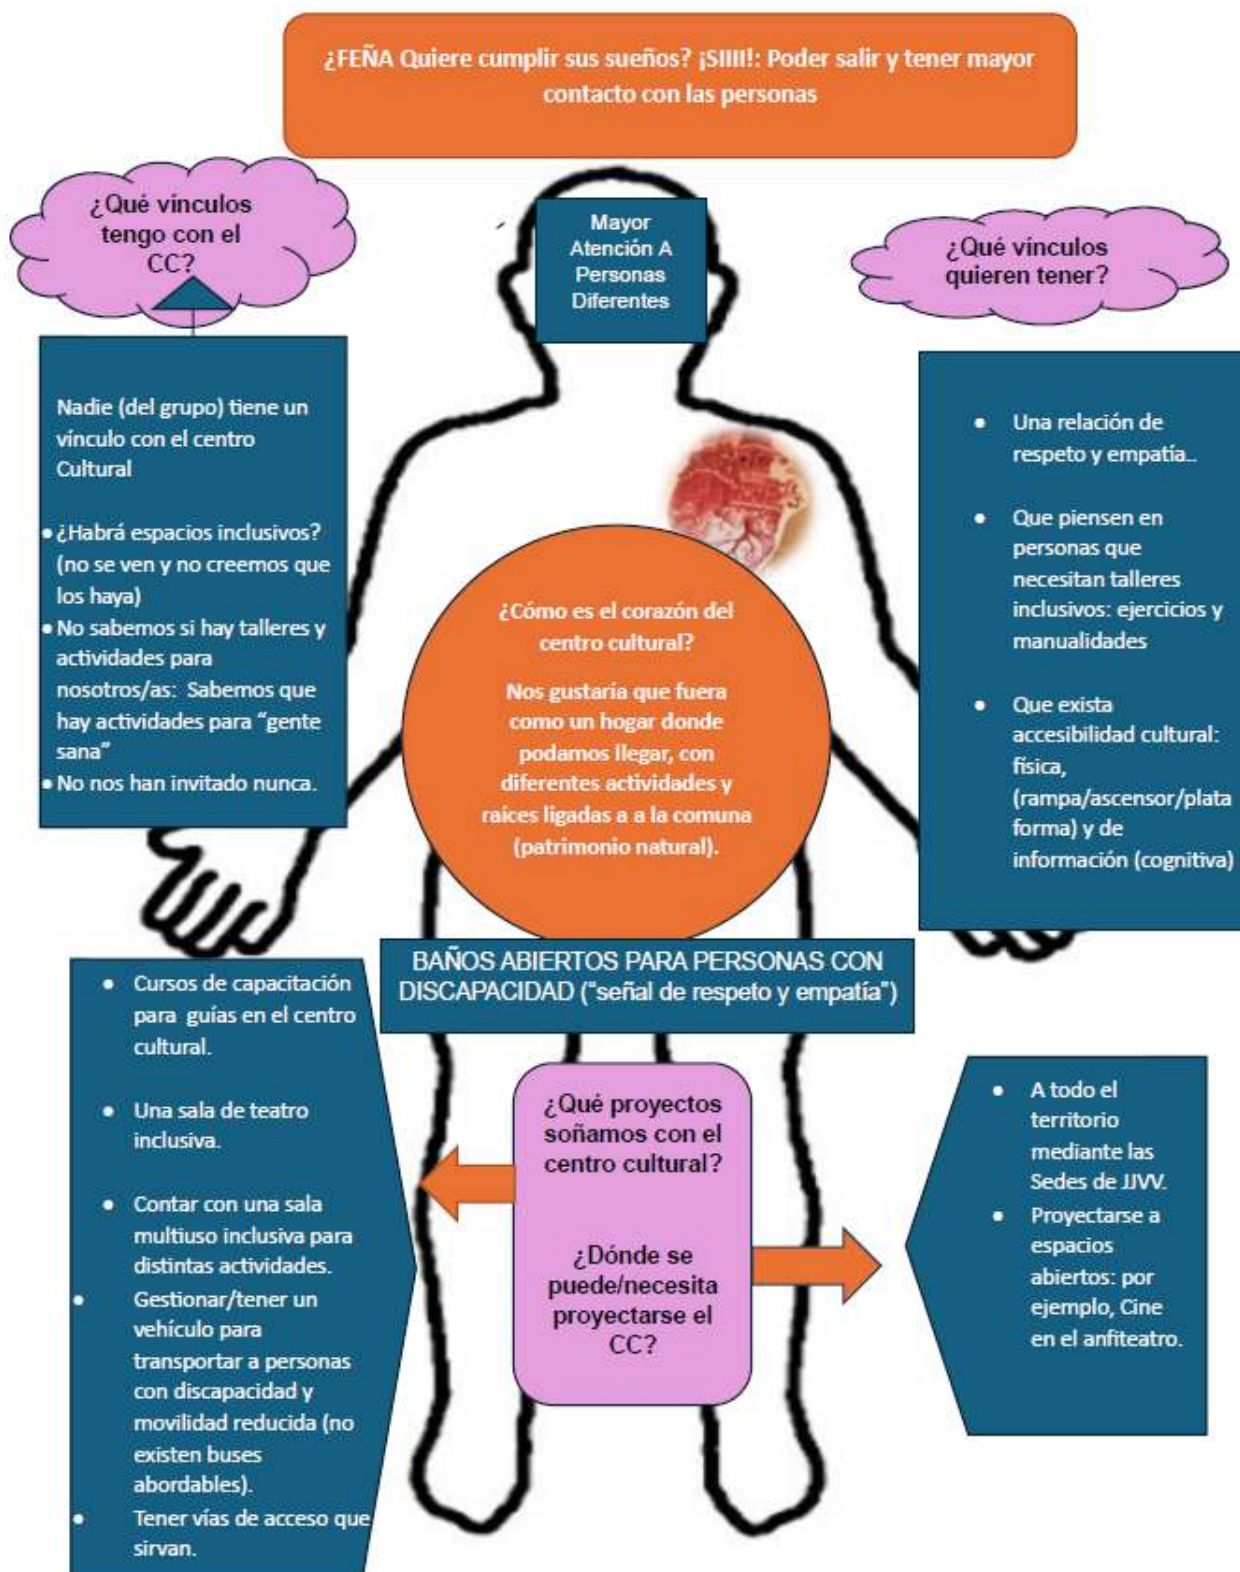 ¿FEÑA Quiere cumplir sus sueños? ¡SIIII!: Poder salir y tener mayor
contacto con las personas
¿Qué vínculos
tengo con el
CC?
Mayor
Atención A
Personas
Diferentes
¿Qué vínculos
quieren tener?
Nadie (del grupo) tiene un
vínculo con el centro
Cultural
● ¿Habrá espacios inclusivos?
(no se ven y no creemos que
los haya)
● No sabemos si hay talleres y
actividades para
nosotros/as: Sabemos que
hay actividades para “gente
sana”
● No nos han invitado nunca.
● Una relación de
respeto y empatía..
● Que piensen en
personas que
necesitan talleres
inclusivos: ejercicios y
manualidades
● Que exista
accesibilidad cultural:
física,
(rampa/ascensor/plata
forma) y de
información (cognitiva)
¿Cómo es el corazón del
centro cultural?
Nos gustaría que fuera
como un hogar donde
podamos llegar, con
diferentes actividades y
raíces ligadas a a la comuna
(patrimonio natural).
BAÑOS ABIERTOS PARA PERSONAS CON
DISCAPACIDAD (“señal de respeto y empatía”)
● Cursos de capacitación
para guías en el centro
cultural.
● Una sala de teatro
inclusiva.
● Contar con una sala
multiuso inclusiva para
distintas actividades.
● Gestionar/tener un
vehículo para
transportar a personas
con discapacidad y
movilidad reducida (no
existen buses
abordables).
● Tener vías de acceso que
sirvan.
¿Qué proyectos
soñamos con el
centro cultural?
¿Dónde se
puede/necesita
proyectarse el
CC?
● A todo el
territorio
mediante las
Sedes de JJVV.
● Proyectarse a
espacios
abiertos: por
ejemplo, Cine
en el anfiteatro.